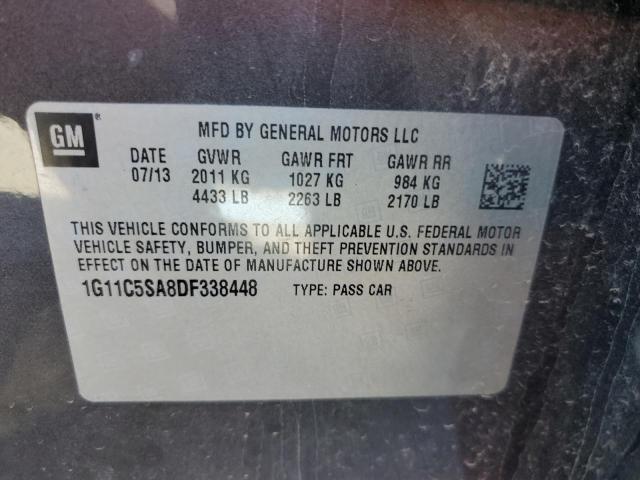 GM
MFD BY GENERAL MOTORS LLC
DATE GVWR GAWR FRT GAWR RR
07/13 2011 KG 1027 KG 984 KG
4433 LB 2263 LB 2170 LB
THIS VEHICLE CONFORMS TO ALL APPLICABLE U.S. FEDERAL MOTOR
VEHICLE SAFETY, BUMPER, AND THEFT PREVENTION STANDARDS IN
EFFECT ON THE DATE OF MANUFACTURE SHOWN ABOVE.
1G11C5SA8DF338448 TYPE: PASS CAR